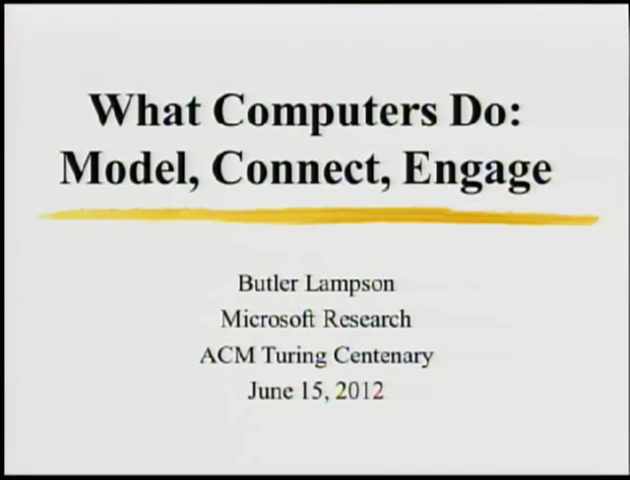 What Computers Do:
Model, Connect, Engage
Butler Lampson
Microsoft Research
ACM Turing Centenary
June 15, 2012